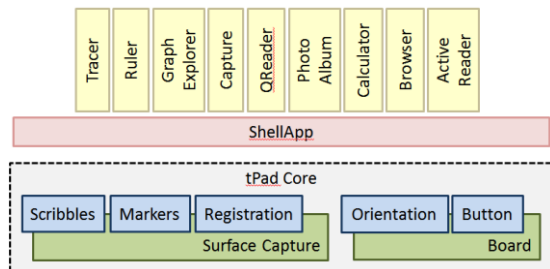 Tracer
Ruler
Graph
Explorer
Capture
QReader
Photo
Album
Calculator
Browser
Active
Reader
ShellApp
tPad Core
Scribbles
Markers
Registration
Orientation
Button
Surface Capture
Board